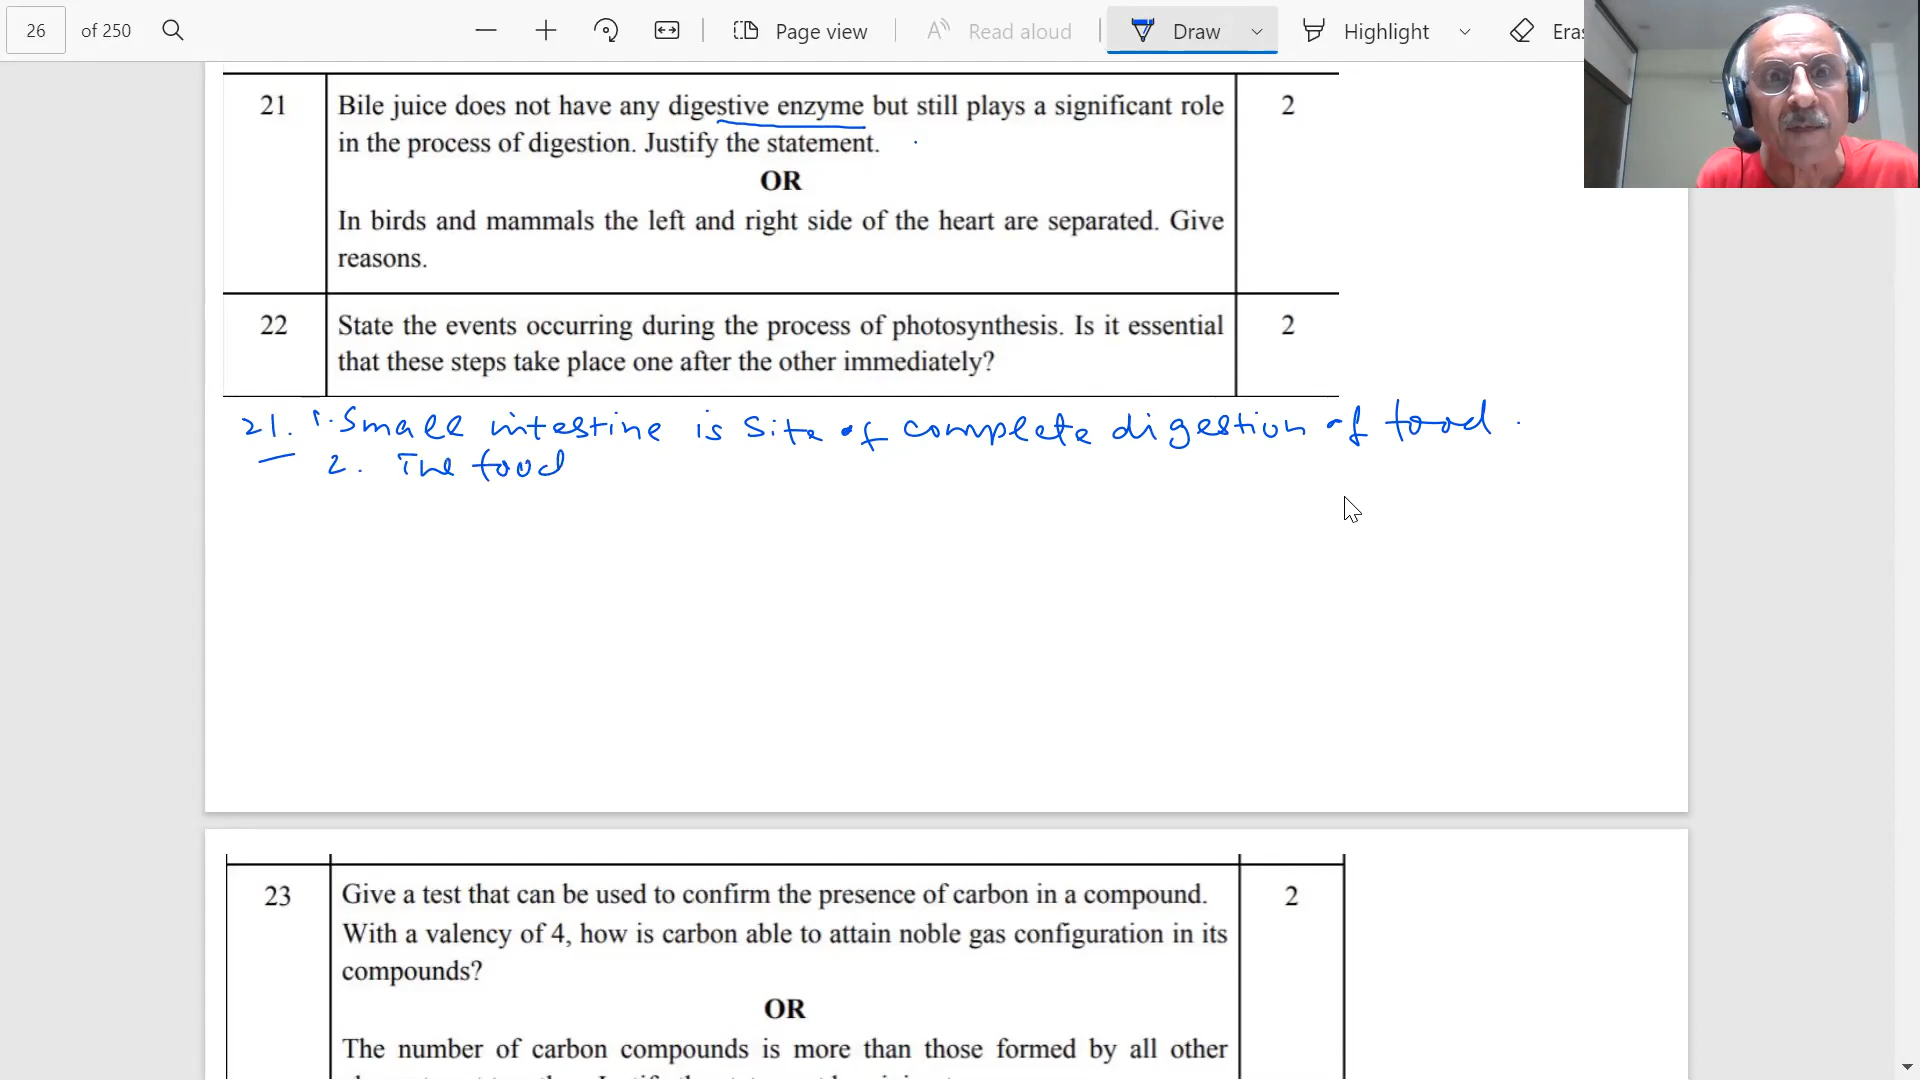 26 of 250 Page view Read aloud Draw Highlight
21 Bile juice does not have any digestive enzyme but still plays a significant role 2
in the process of digestion. Justify the statement.
OR
In birds and mammals the left and right side of the heart are separated. Give
reasons.
22 State the events occurring during the process of photosynthesis. Is it essential 2
that these steps take place one after the other immediately?
21. 1. Small intestine is site of complete digestion of food.
2. The food
23 Give a test that can be used to confirm the presence of carbon in a compound. 2
With a valency of 4, how is carbon able to attain noble gas configuration in its
compounds?
OR
The number of carbon compounds is more than those formed by all other